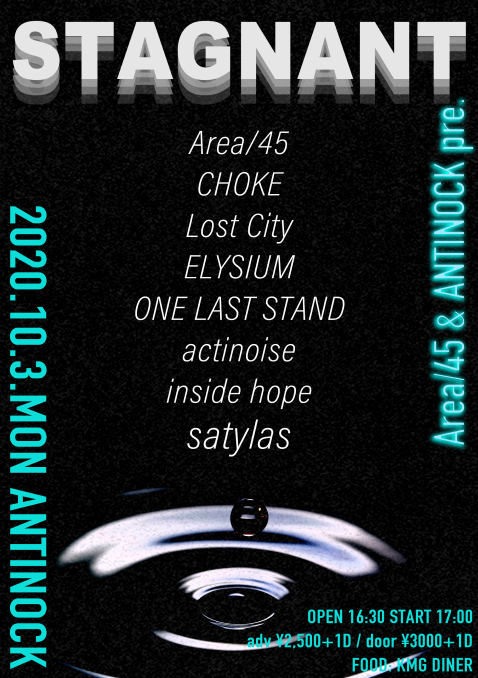 STAGNANT
Area/45 & ANTINOCK pre.
Area/45
CHOKE
Lost City
ELYSIUM
ONE LAST STAND
actinoise
inside hope
satylas
2020.10.3.MON ANTINOCK
OPEN 16:30 START 17:00
adv ¥2,500+1D / door ¥3000+1D
FOOD: KMG DINER